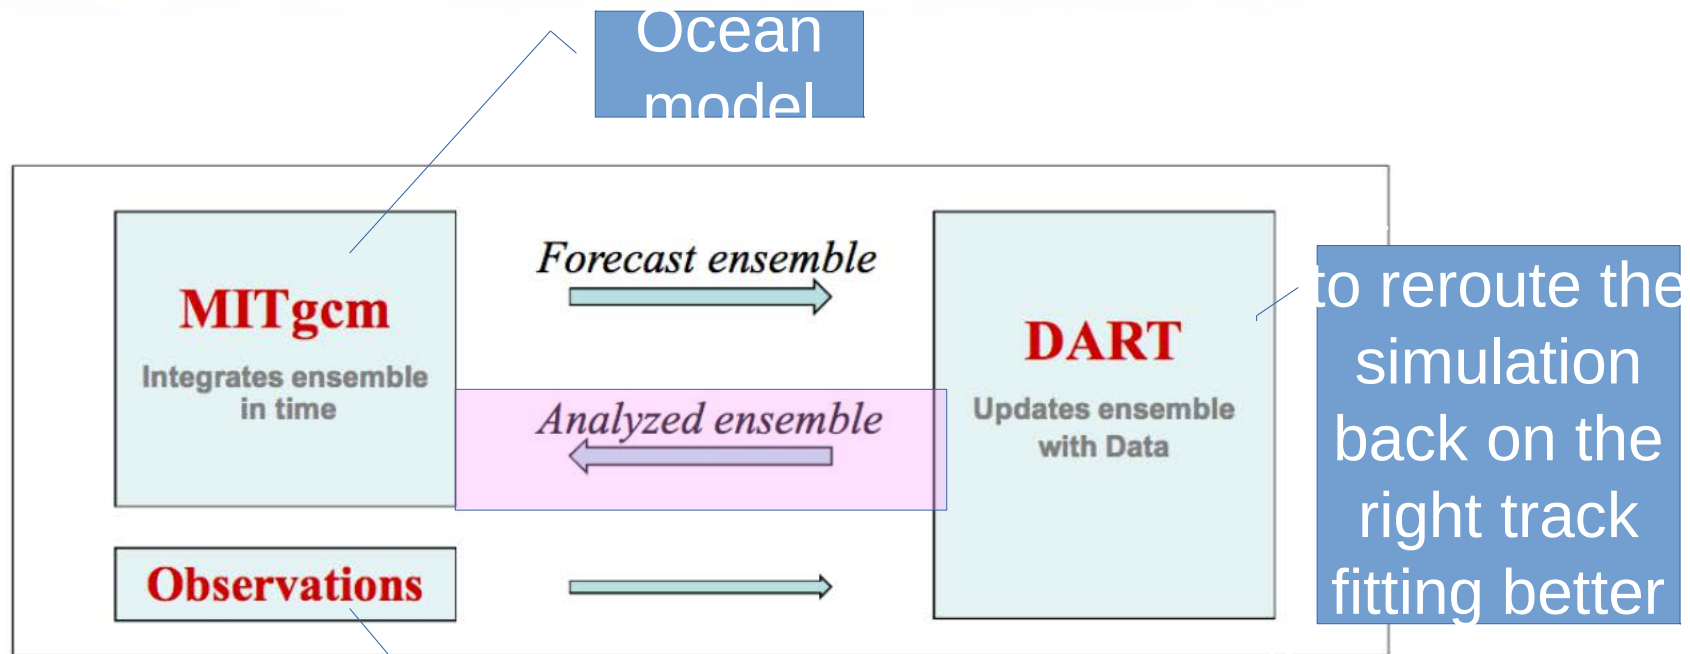 Ocean
model
MITgcm
Integrates ensemble
in time
Forecast ensemble
Analyzed ensemble
Observations
DART
Updates ensemble
with Data
to reroute the
simulation
back on the
right track
fitting better